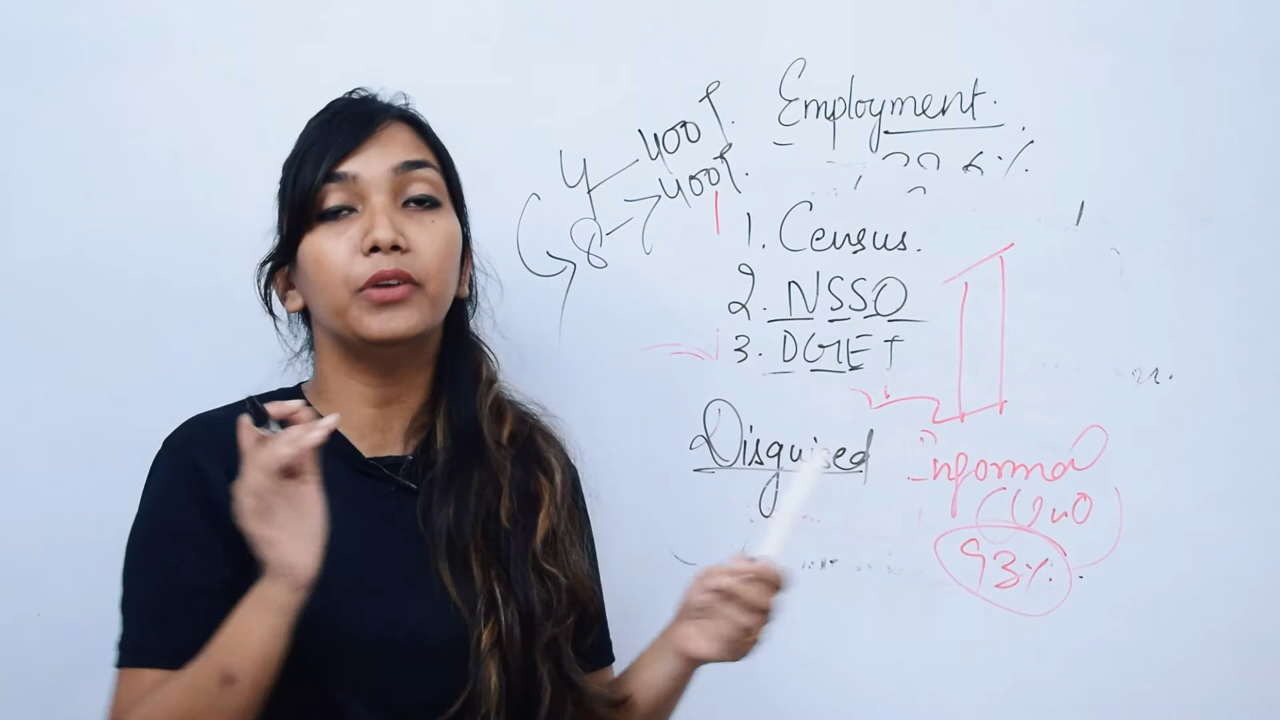 Employment.
4 400%
8 400%
1. Census.
2. NSSO
3. DGET
Disguised
Informal
93%